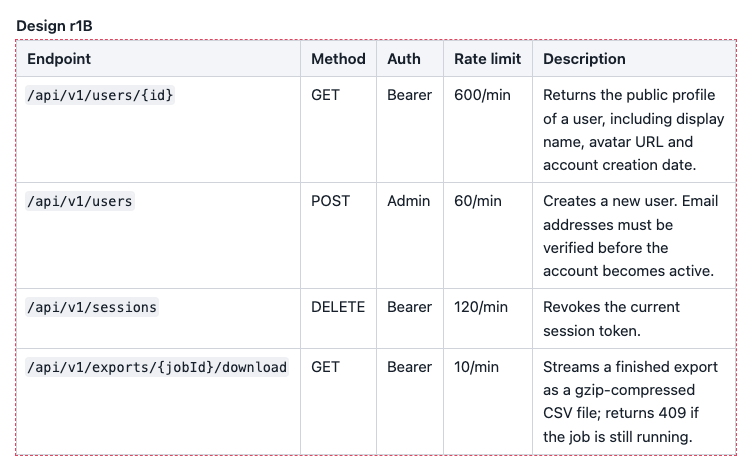 Design r1B
Endpoint Method Auth Rate limit Description
/api/v1/users/{id} GET Bearer 600/min Returns the public profile
of a user, including display
name, avatar URL and
account creation date.
/api/v1/users POST Admin 60/min Creates a new user. Email
addresses must be
verified before the
account becomes active.
/api/v1/sessions DELETE Bearer 120/min Revokes the current
session token.
/api/v1/exports/{jobId}/download GET Bearer 10/min Streams a finished export
as a gzip-compressed
CSV file; returns 409 if
the job is still running.